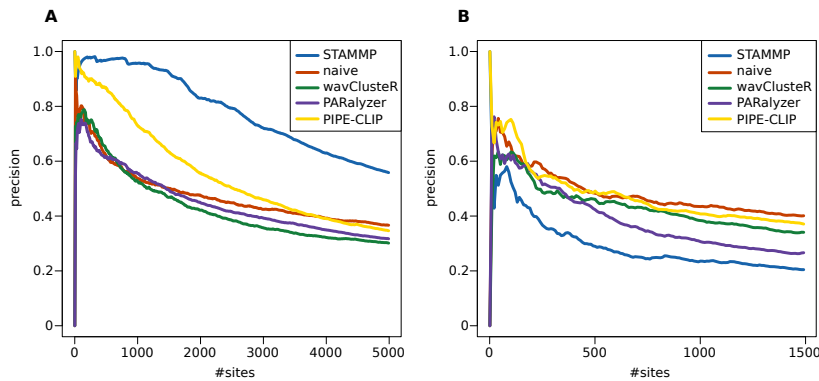 A
1.0
0.8
0.6
0.4
0.2
0
precision
0
1000
2000
3000
4000
5000
#sites
STAMMP
naive
wavClusteR
PARalyzer
PIPE-CLIP
B
1.0
0.8
0.6
0.4
0.2
0
precision
0
500
1000
1500
#sites
STAMMP
naive
wavClusteR
PARalyzer
PIPE-CLIP